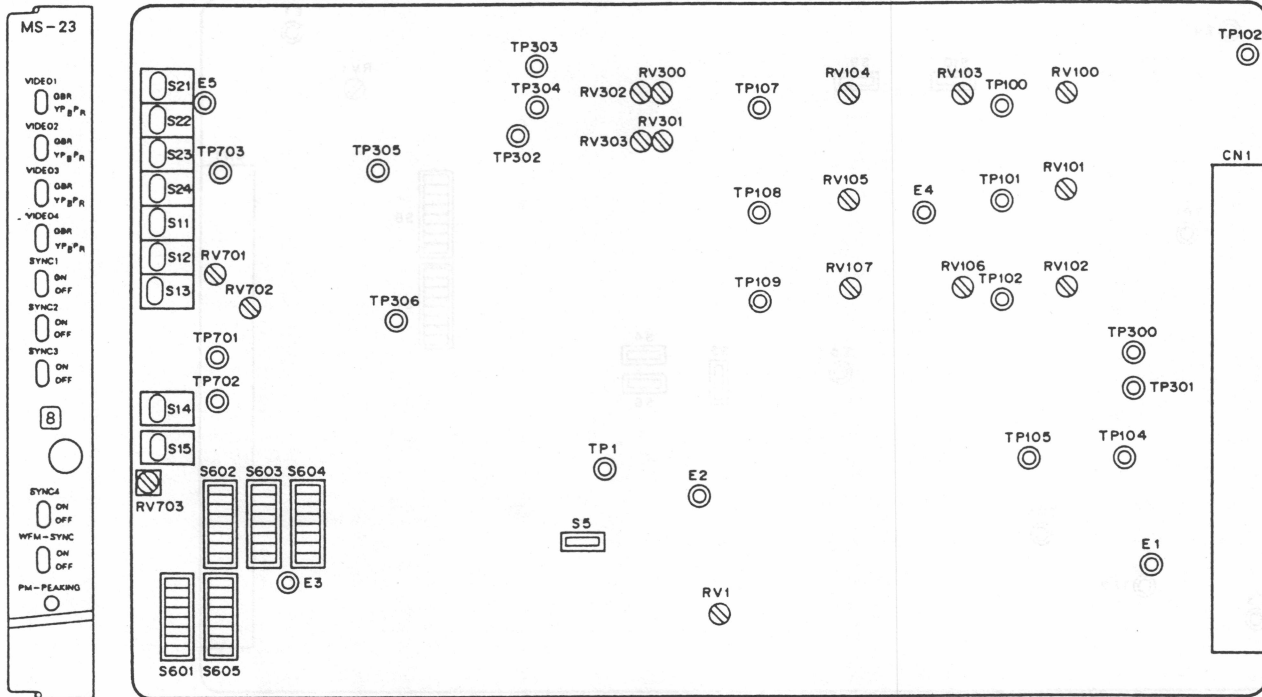 MS-23
VIDEO1
GBR
YPBPR
VIDEO2
GBR
YPBPR
VIDEO3
GBR
YPBPR
VIDEO4
GBR
YPBPR
SYNC1
ON
OFF
SYNC2
ON
OFF
SYNC3
ON
OFF
8
SYNC4
ON
OFF
WFM-SYNC
ON
OFF
PM-PEAKING
S21
E5
S22
S23
TP703
S24
S11
S12
RV701
S13
RV702
TP701
TP702
S14
S15
RV703
S602 S603 S604
E3
S601 S605
TP303
TP304
TP302
TP305
TP306
RV300
RV302
RV301
RV303
TP107
RV104
RV103
TP100
RV100
TP102
CN1
TP108
RV105
E4
TP101
RV101
TP109
RV107
RV106
TP102
RV102
TP300
TP301
TP105
TP104
TP1
E2
S5
E1
RV1